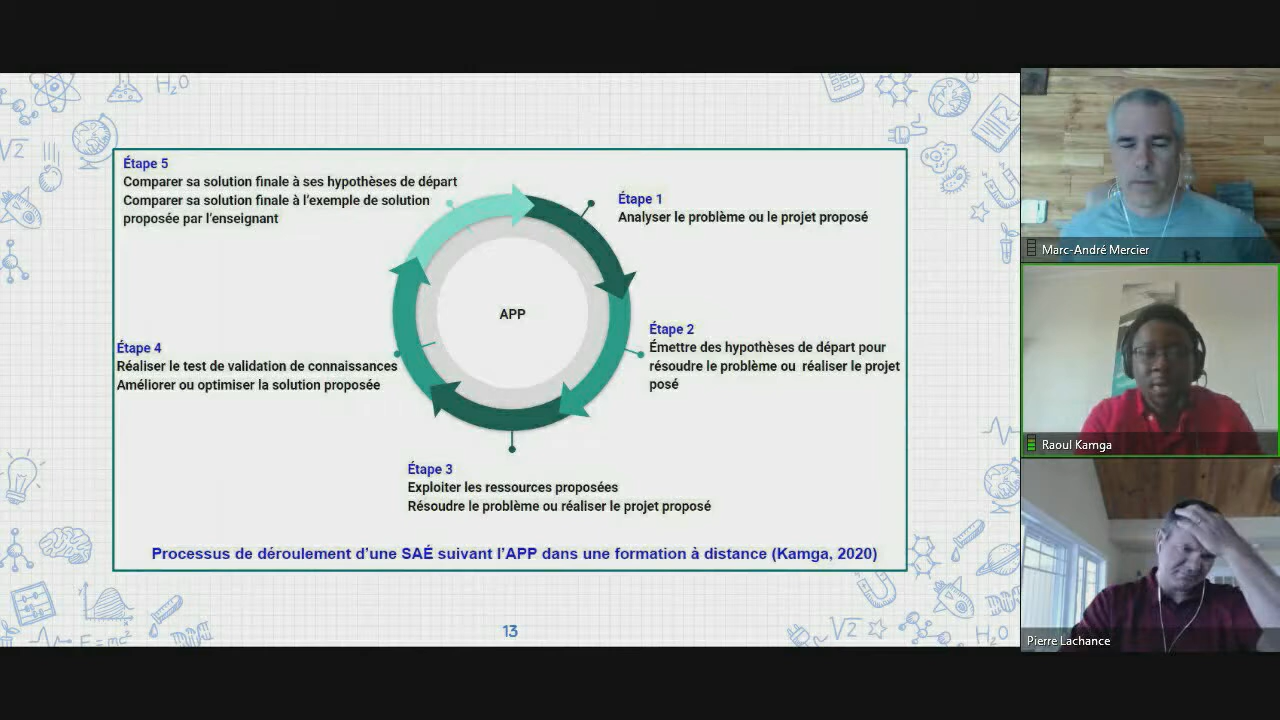 H₂O
√2
Étape 5
Comparer sa solution finale à ses hypothèses de départ
Comparer sa solution finale à l'exemple de solution
proposée par l'enseignant
Étape 1
Analyser le problème ou le projet proposé
APP
Étape 2
Émettre des hypothèses de départ pour
résoudre le problème ou réaliser le projet
posé
Étape 4
Réaliser le test de validation de connaissances
Améliorer ou optimiser la solution proposée
Étape 3
Exploiter les ressources proposées
Résoudre le problème ou réaliser le projet proposé
Processus de déroulement d'une SAÉ suivant l'APP dans une formation à distance (Kamga, 2020)
13
E=mc²
√2
H₂O
Marc-André Mercier
Raoul Kamga
Pierre Lachance